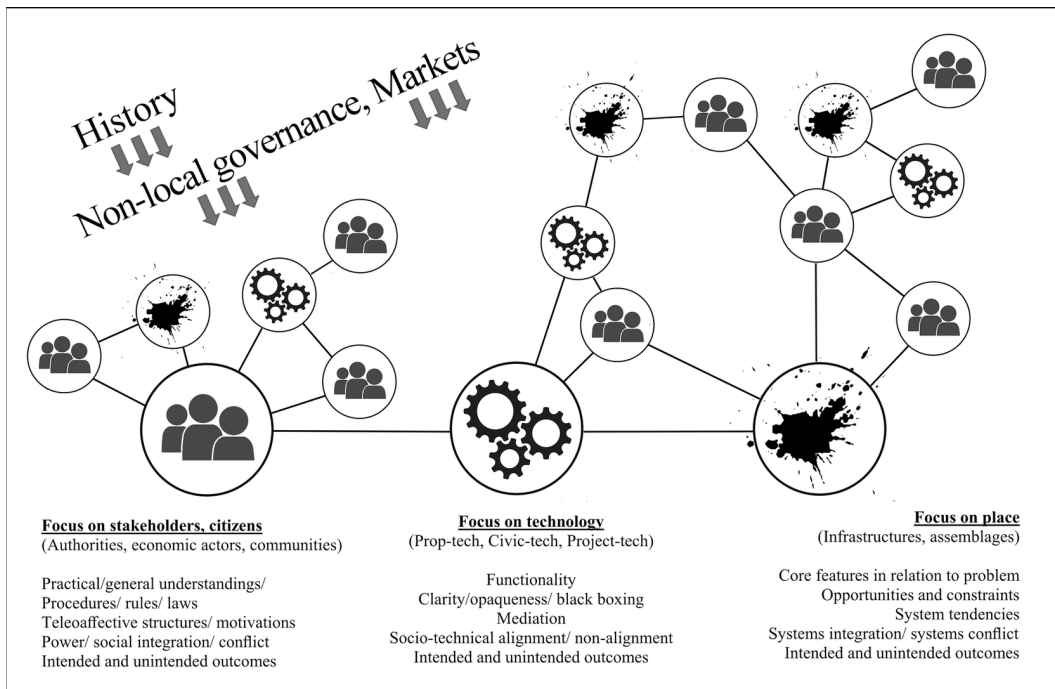 History
Non-local governance, Markets
Focus on stakeholders, citizens
(Authorities, economic actors, communities)
Practical/general understandings/
Procedures/ rules/ laws
Teleoaffective structures/ motivations
Power/ social integration/ conflict
Intended and unintended outcomes
Focus on technology
(Prop-tech, Civic-tech, Project-tech)
Functionality
Clarity/opaqueness/ black boxing
Mediation
Socio-technical alignment/ non-alignment
Intended and unintended outcomes
Focus on place
(Infrastructures, assemblages)
Core features in relation to problem
Opportunities and constraints
System tendencies
Systems integration/ systems conflict
Intended and unintended outcomes